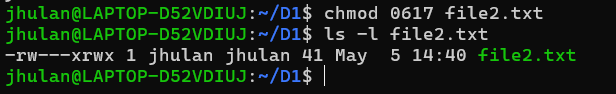 jhulan@LAPTOP-D52VDIUJ:~/D1$ chmod 0617 file2.txt
jhulan@LAPTOP-D52VDIUJ:~/D1$ ls -l file2.txt
-rw---xrwx 1 jhulan jhulan 41 May  5 14:40 file2.txt
jhulan@LAPTOP-D52VDIUJ:~/D1$